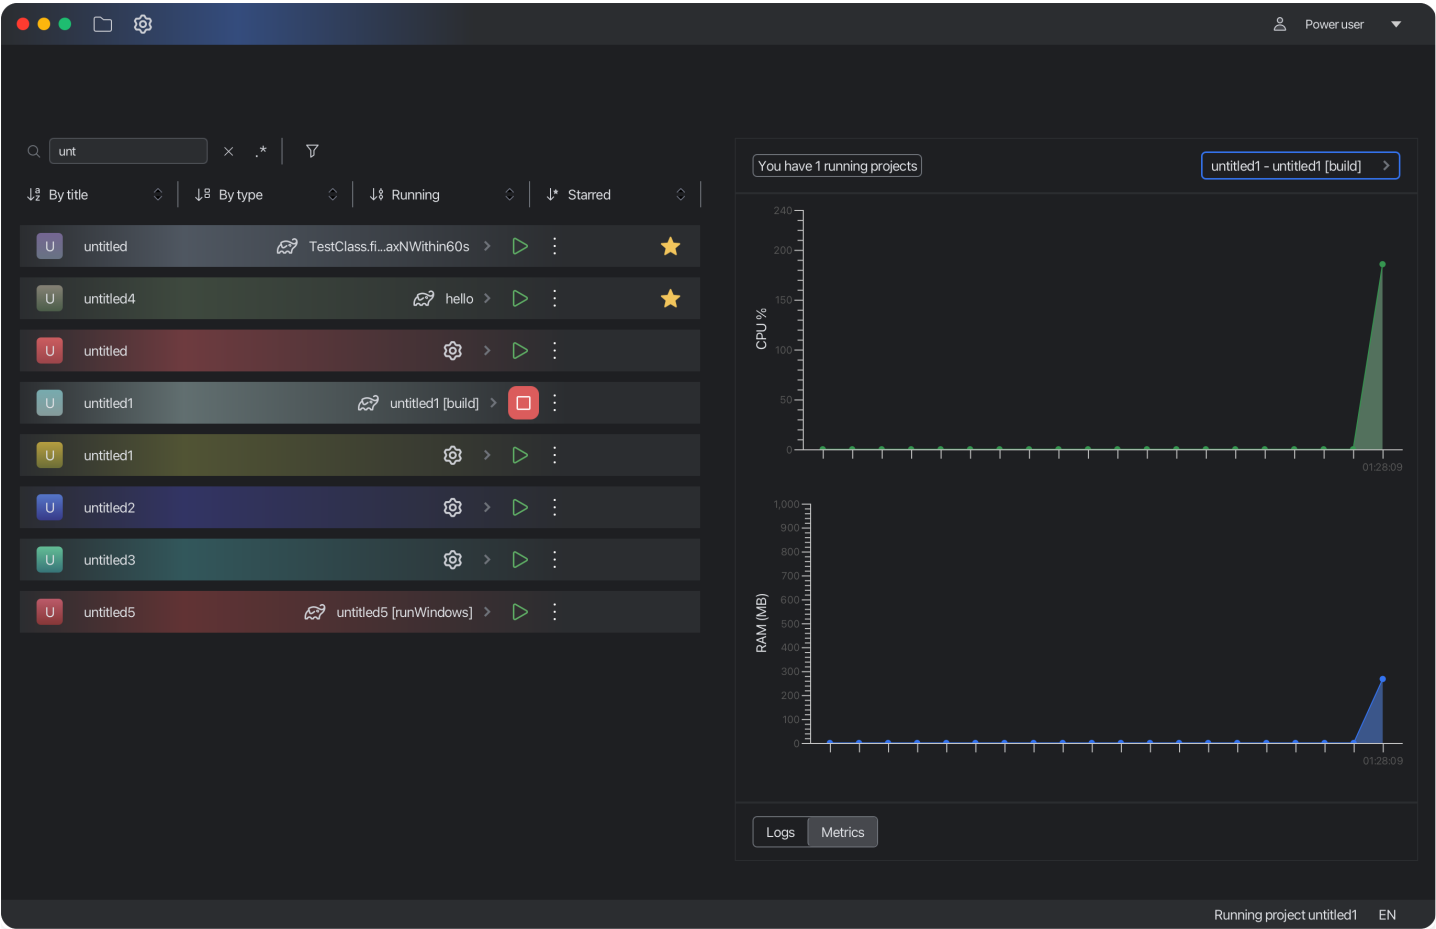 Power user
unt
.*
By title
By type
Running
Starred
U untitled TestClass.fi...axNWithin60s
U untitled4 hello
U untitled
U untitled1 untitled1 [build]
U untitled1
U untitled2
U untitled3
U untitled5 untitled5 [runWindows]
You have 1 running projects
untitled1 - untitled1 [build]
240
200
150
100
50
0
CPU %
01:28:09
1,000
900
800
700
600
500
400
300
200
100
0
RAM (MB)
01:28:09
Logs Metrics
Running project untitled1 EN